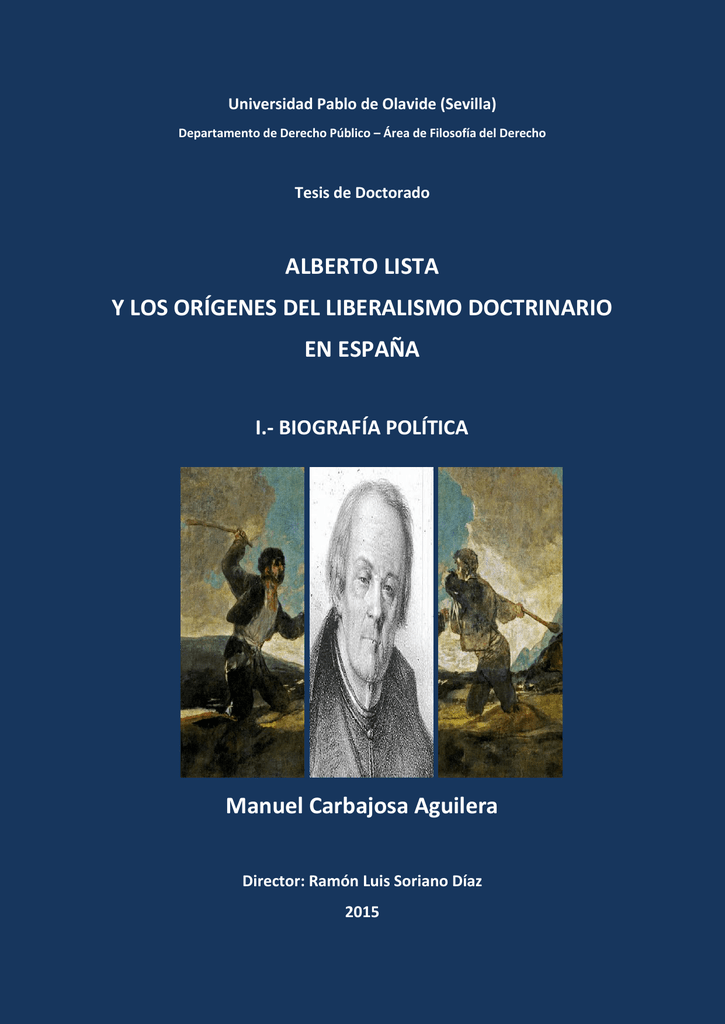 Universidad Pablo de Olavide (Sevilla)
Departamento de Derecho Público – Área de Filosofía del Derecho
Tesis de Doctorado
ALBERTO LISTA
Y LOS ORÍGENES DEL LIBERALISMO DOCTRINARIO
EN ESPAÑA
I.- BIOGRAFÍA POLÍTICA
Manuel Carbajosa Aguilera
Director: Ramón Luis Soriano Díaz
2015